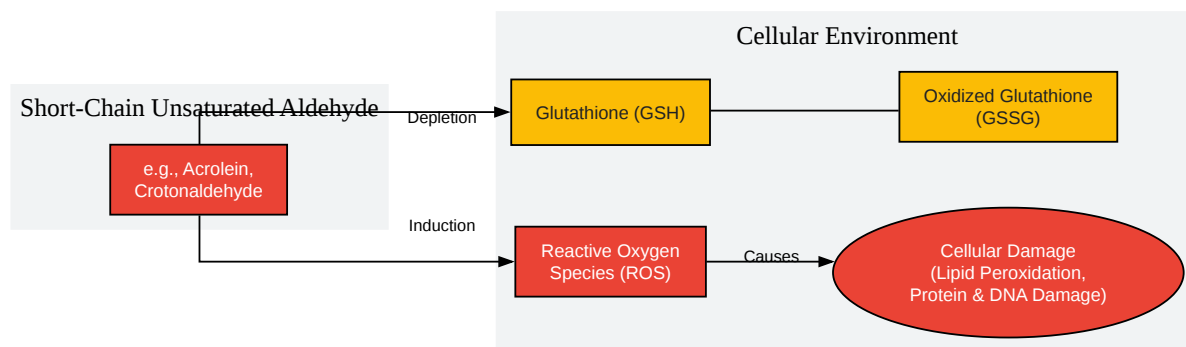 Cellular Environment
Short-Chain Unsaturated Aldehyde
Depletion
Glutathione (GSH)
Oxidized Glutathione
(GSSG)
e.g., Acrolein,
Crotonaldehyde
Induction
Reactive Oxygen
Species (ROS)
Causes
Cellular Damage
(Lipid Peroxidation,
Protein & DNA Damage)